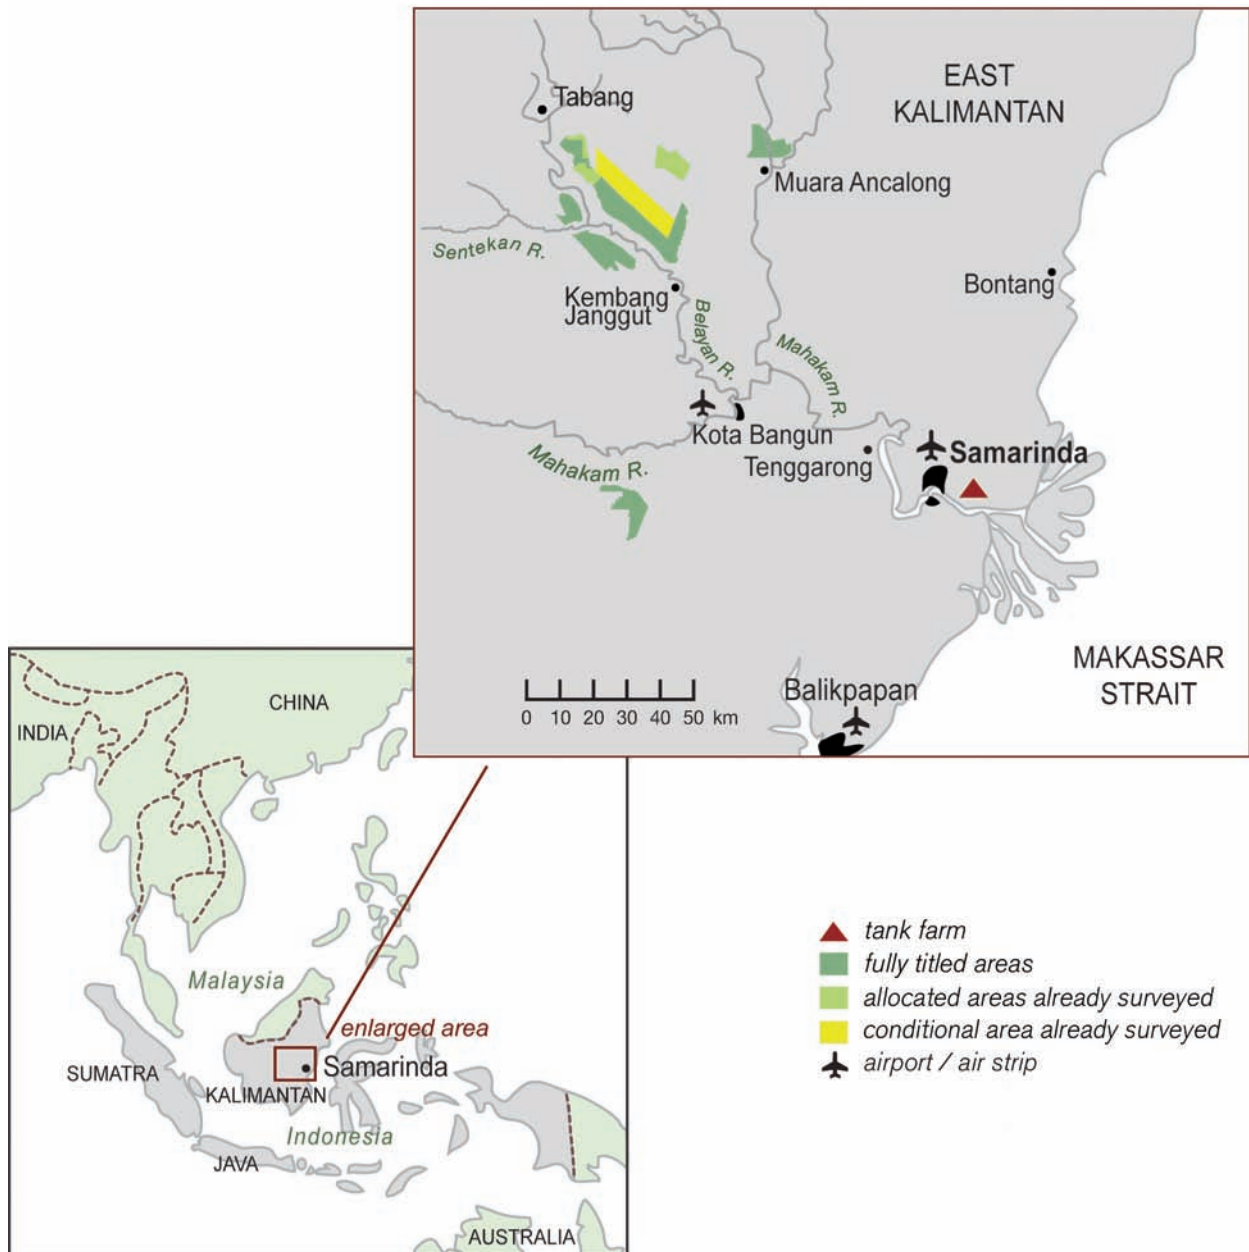 EAST
KALIMANTAN
Tabang
Muara Ancalong
Sentekan R.
Bontang
Kembang
Janggut
Belayan R.
Mahakam R.
Kota Bangun
Tenggarong
Samarinda
Mahakam R.
MAKASSAR
STRAIT
Balikpapan
0 10 20 30 40 50 km
CHINA
INDIA
Malaysia
enlarged area
Samarinda
SUMATRA
KALIMANTAN
Indonesia
JAVA
AUSTRALIA
tank farm
fully titled areas
allocated areas already surveyed
conditional area already surveyed
airport / air strip